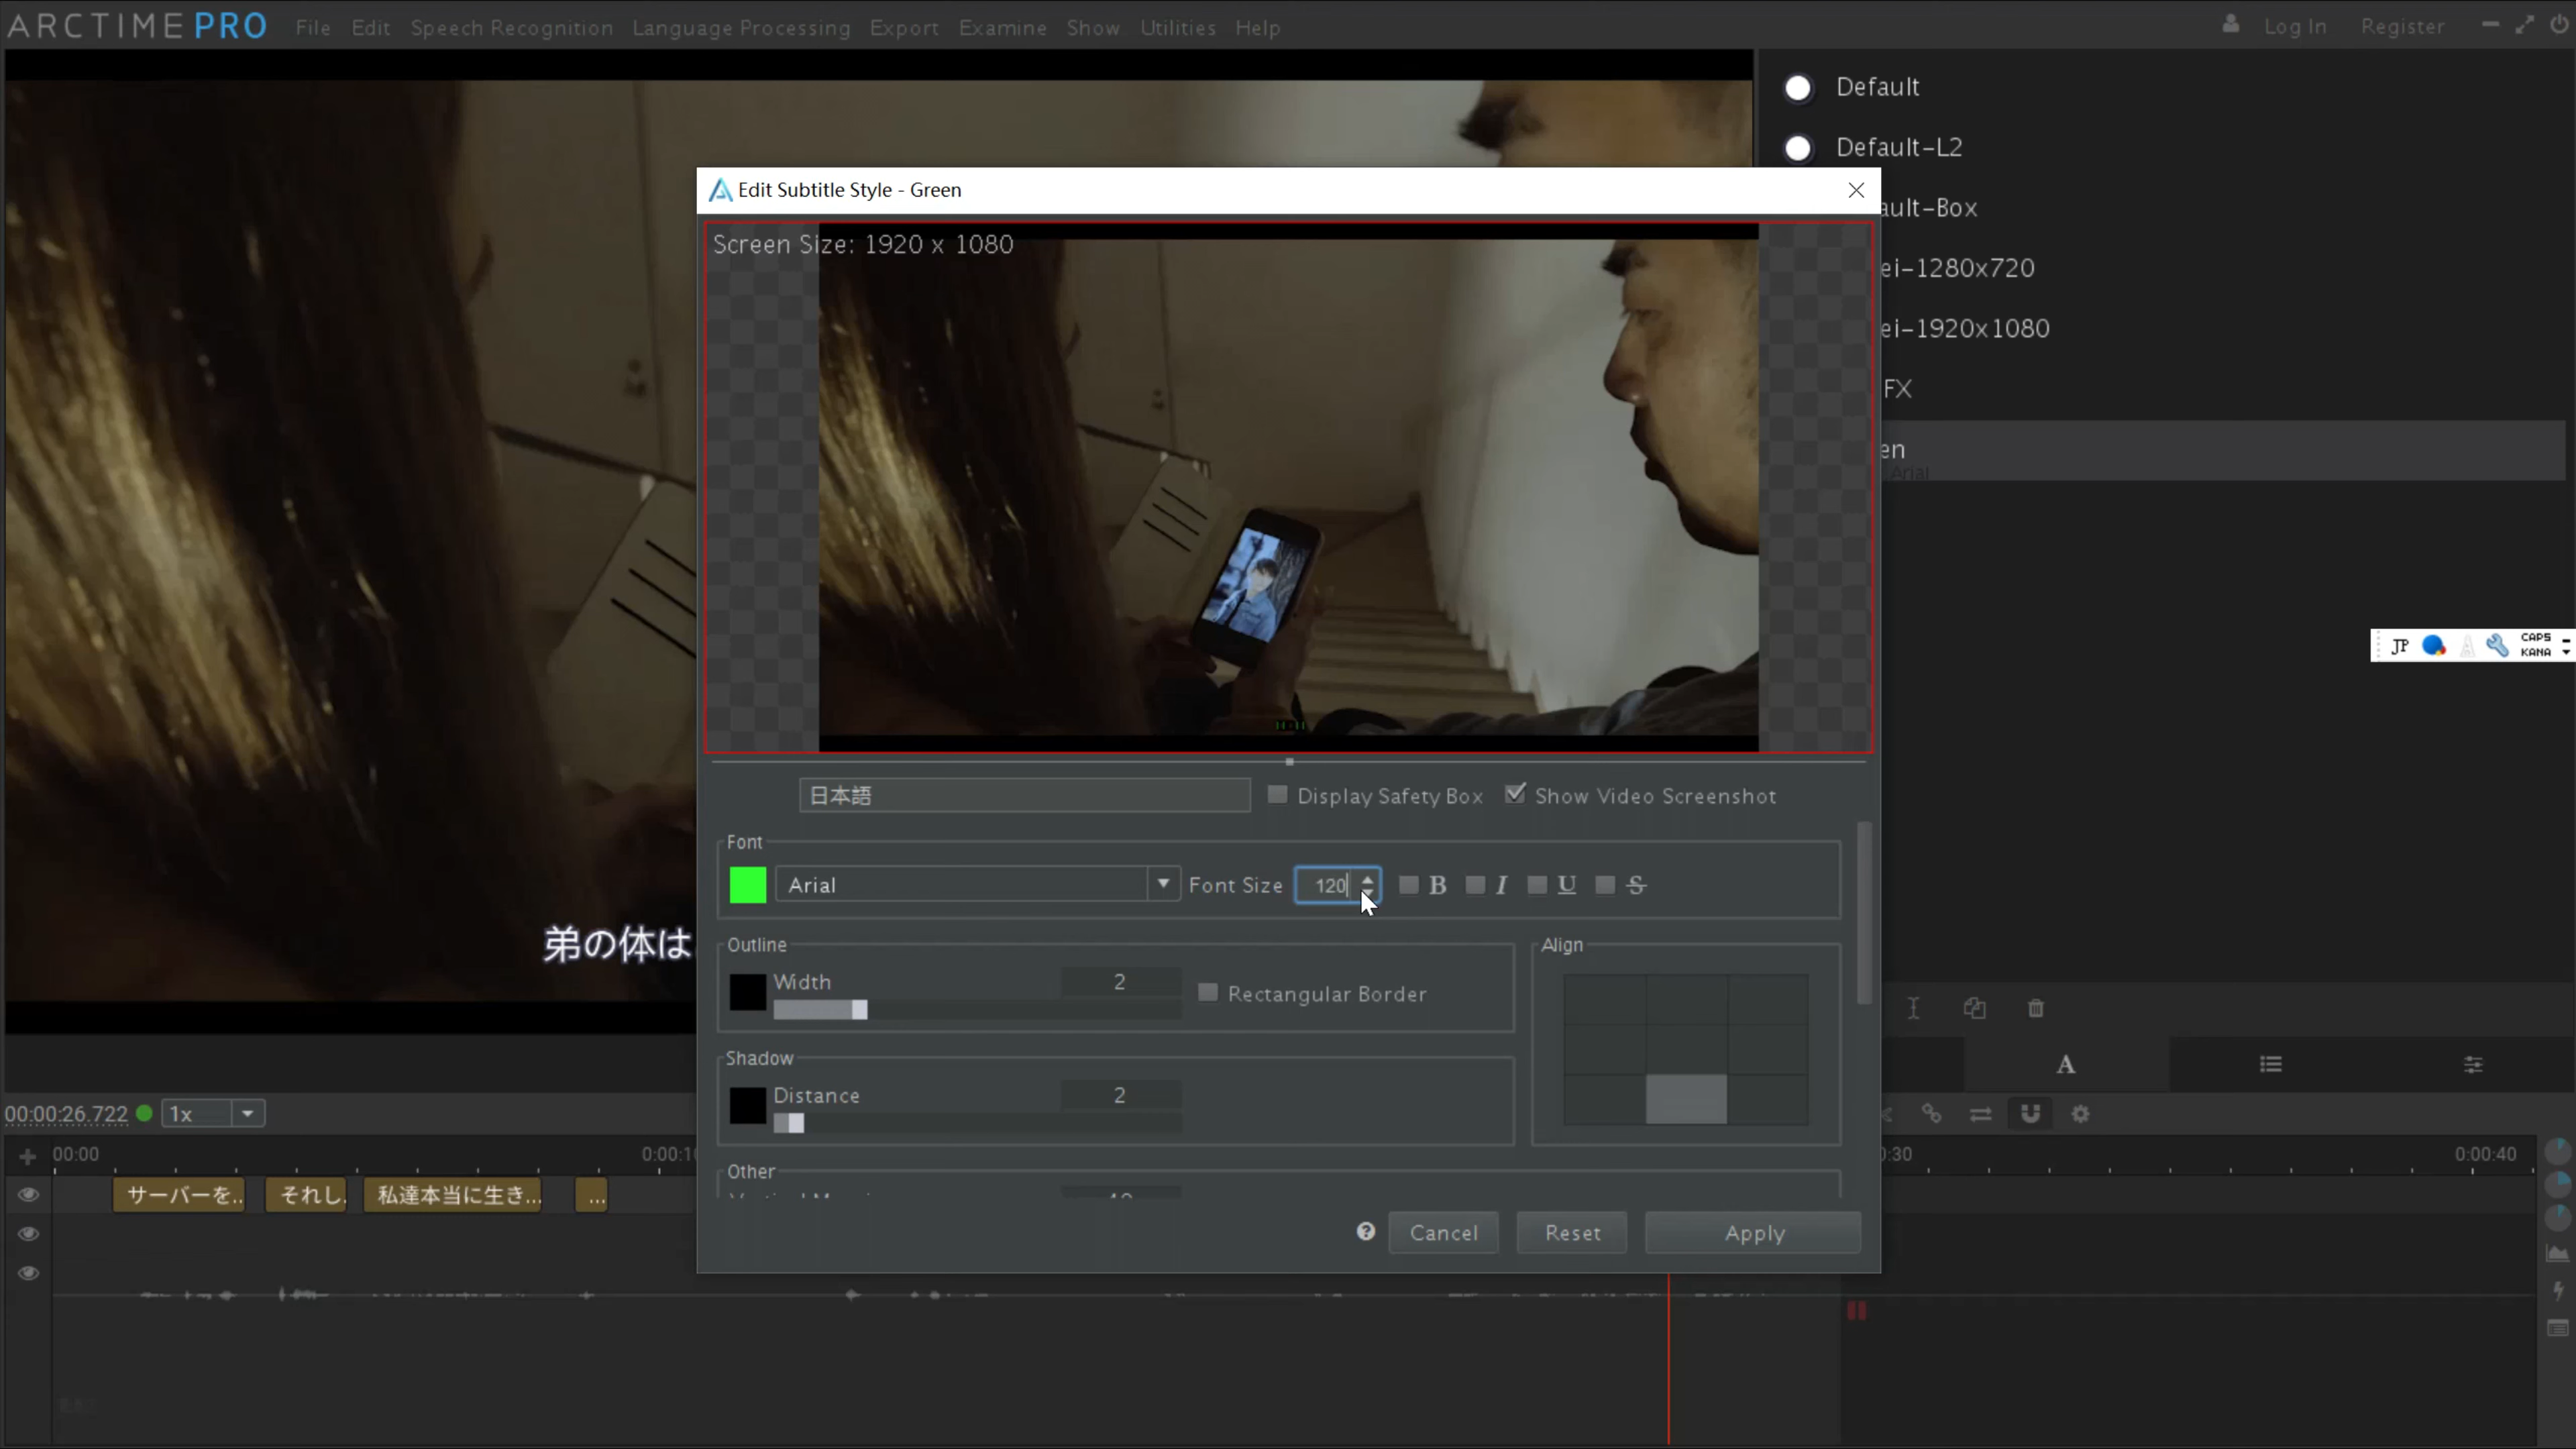 ARCTIME PRO File Edit Speech Recognition Language Processing Export Examine Show Utilities Help Log In Register
Default
Default-L2
Edit Subtitle Style - Green
ault-Box
Screen Size: 1920 x 1080
ei-1280x720
ei-1920x1080
FX
en
Arial
JP CAPS KANA
日本語 Display Safety Box Show Video Screenshot
Font
Arial Font Size 120 B I U S
弟の体は
Outline Align
Width 2 Rectangular Border
Shadow
Distance 2
A
00:00:26.722 1x
00:00 0:00:10 0:30 0:00:40
Other
サーバーを.. それし. 私達本当に生き... ...
Cancel Reset Apply